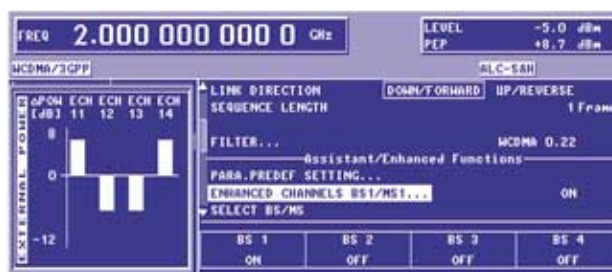 FREQ 2.000 000 000 0 GHz
LEVEL -5.0 dBm
PEP +8.7 dBm
WCDMA/3GPP
ALC-S&H
EXTERNAL POWER
ΔPOW ECH ECH ECH ECH
[dB] 11 12 13 14
8
0
-12
LINK DIRECTION DOWN/FORWARD UP/REVERSE
SEQUENCE LENGTH 1 Frame
FILTER... WCDMA 0.22
Assistant/Enhanced Functions
PARA.PREDEF SETTING...
ENHANCED CHANNELS BS1/MS1... ON
SELECT BS/MS
BS 1 BS 2 BS 3 BS 4
ON OFF OFF OFF